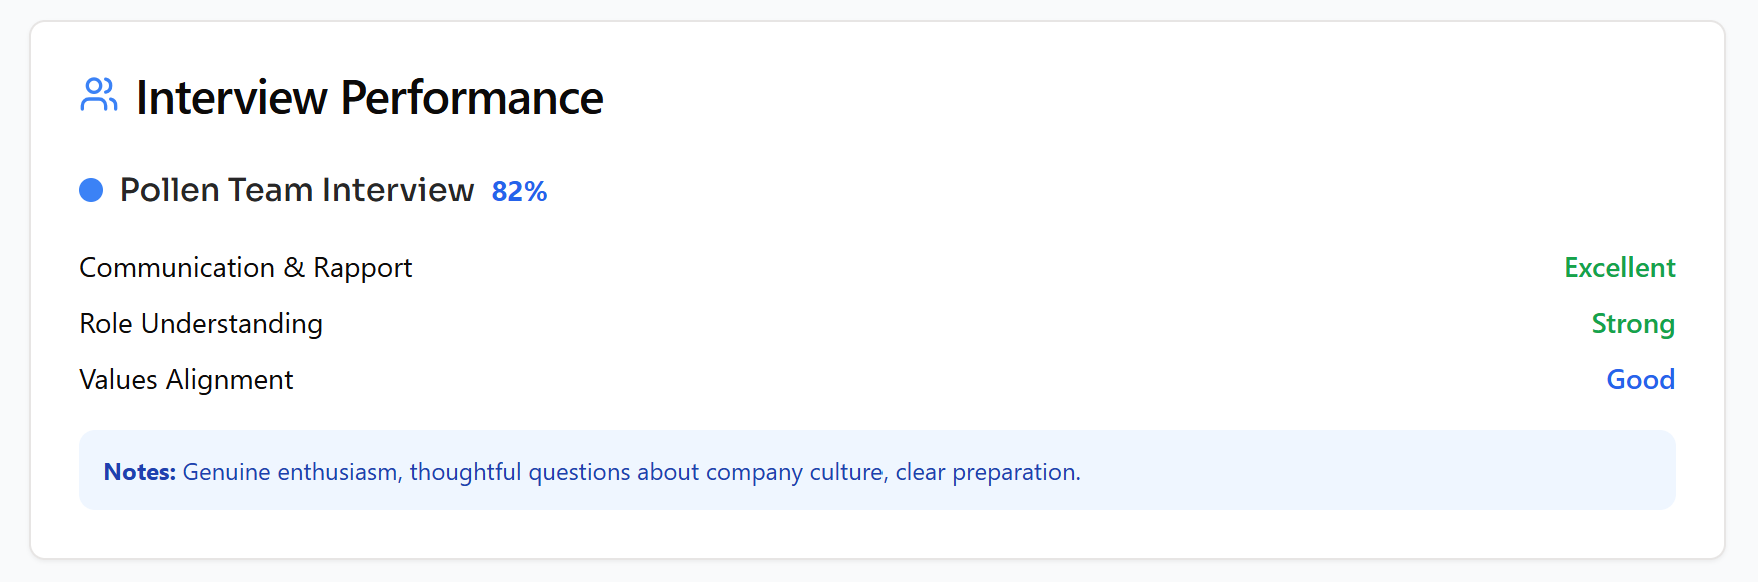 Interview Performance
Pollen Team Interview 82%
Communication & Rapport Excellent
Role Understanding Strong
Values Alignment Good
Notes: Genuine enthusiasm, thoughtful questions about company culture, clear preparation.